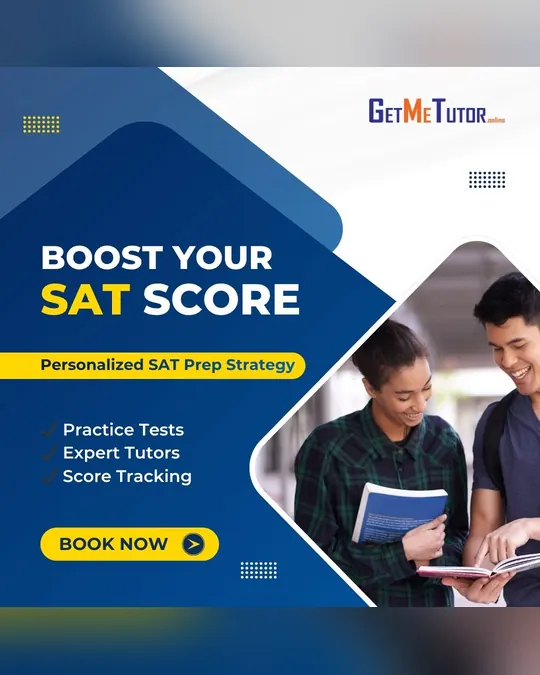 GETMETUTOR.online
BOOST YOUR
SAT SCORE
Personalized SAT Prep Strategy
Practice Tests
Expert Tutors
Score Tracking
BOOK NOW